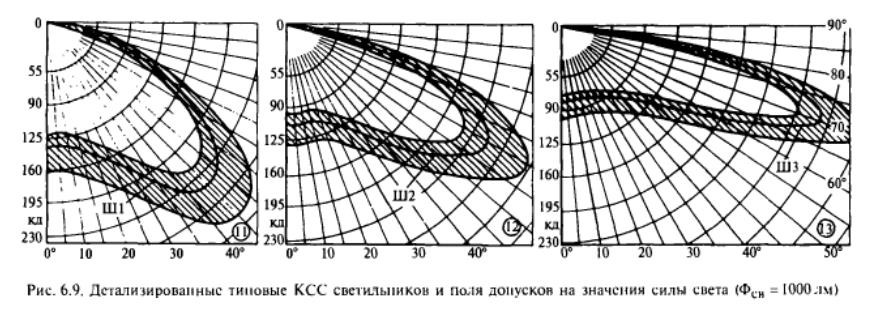 0
55
90
125
160
195
кд
230
0° 10 20 30 40°
Ш1
11
0
55
90
125
160
195
кд
230
0° 10 20 30 40°
Ш2
12
0
55
90
125
160
195
кд
230
0° 10 20 30 40 50°
90°
80
70
60°
Ш3
13
Рис. 6.9. Детализированные типовые КСС светильников и поля допусков на значения силы света (Фсв = 1000 лм)